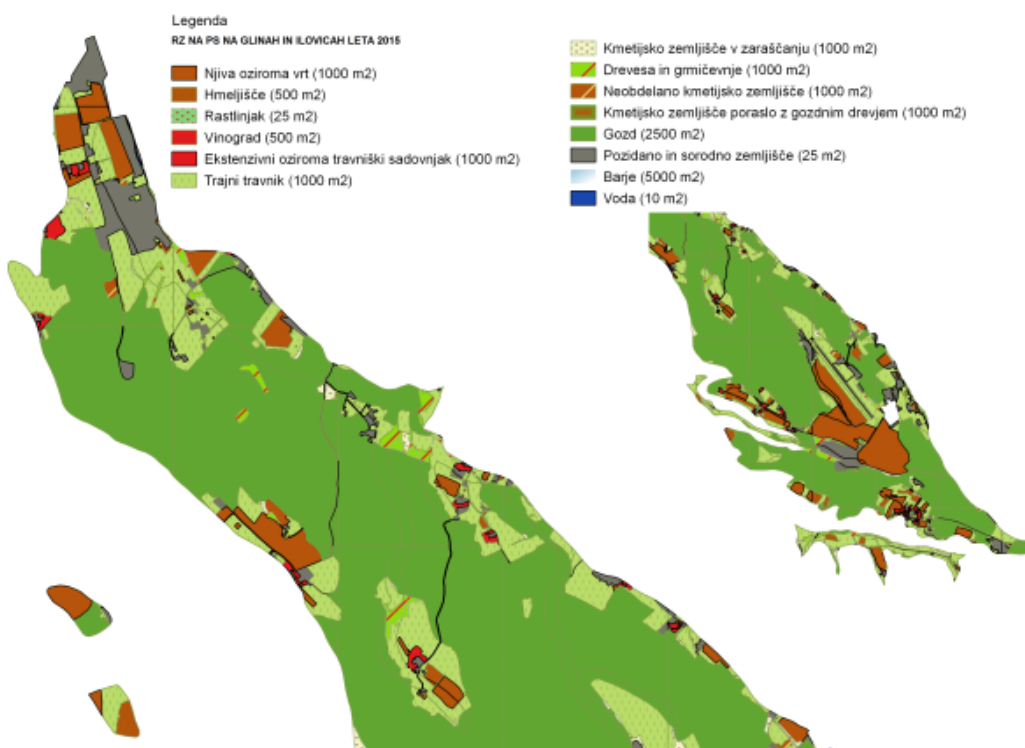 Legenda
RZ NA PS NA GLINAH IN ILOVICAH LETA 2015
Njiva oziroma vrt (1000 m2)
Hmeljišče (500 m2)
Rastlinjak (25 m2)
Vinograd (500 m2)
Ekstenzivni oziroma travniški sadovnjak (1000 m2)
Trajni travnik (1000 m2)
Kmetijsko zemljišče v zaraščanju (1000 m2)
Drevesa in grmičevnje (1000 m2)
Neobdelano kmetijsko zemljišče (1000 m2)
Kmetijsko zemljišče poraslo z gozdnim drevjem (1000 m2)
Gozd (2500 m2)
Pozidano in sorodno zemljišče (25 m2)
Barje (5000 m2)
Voda (10 m2)